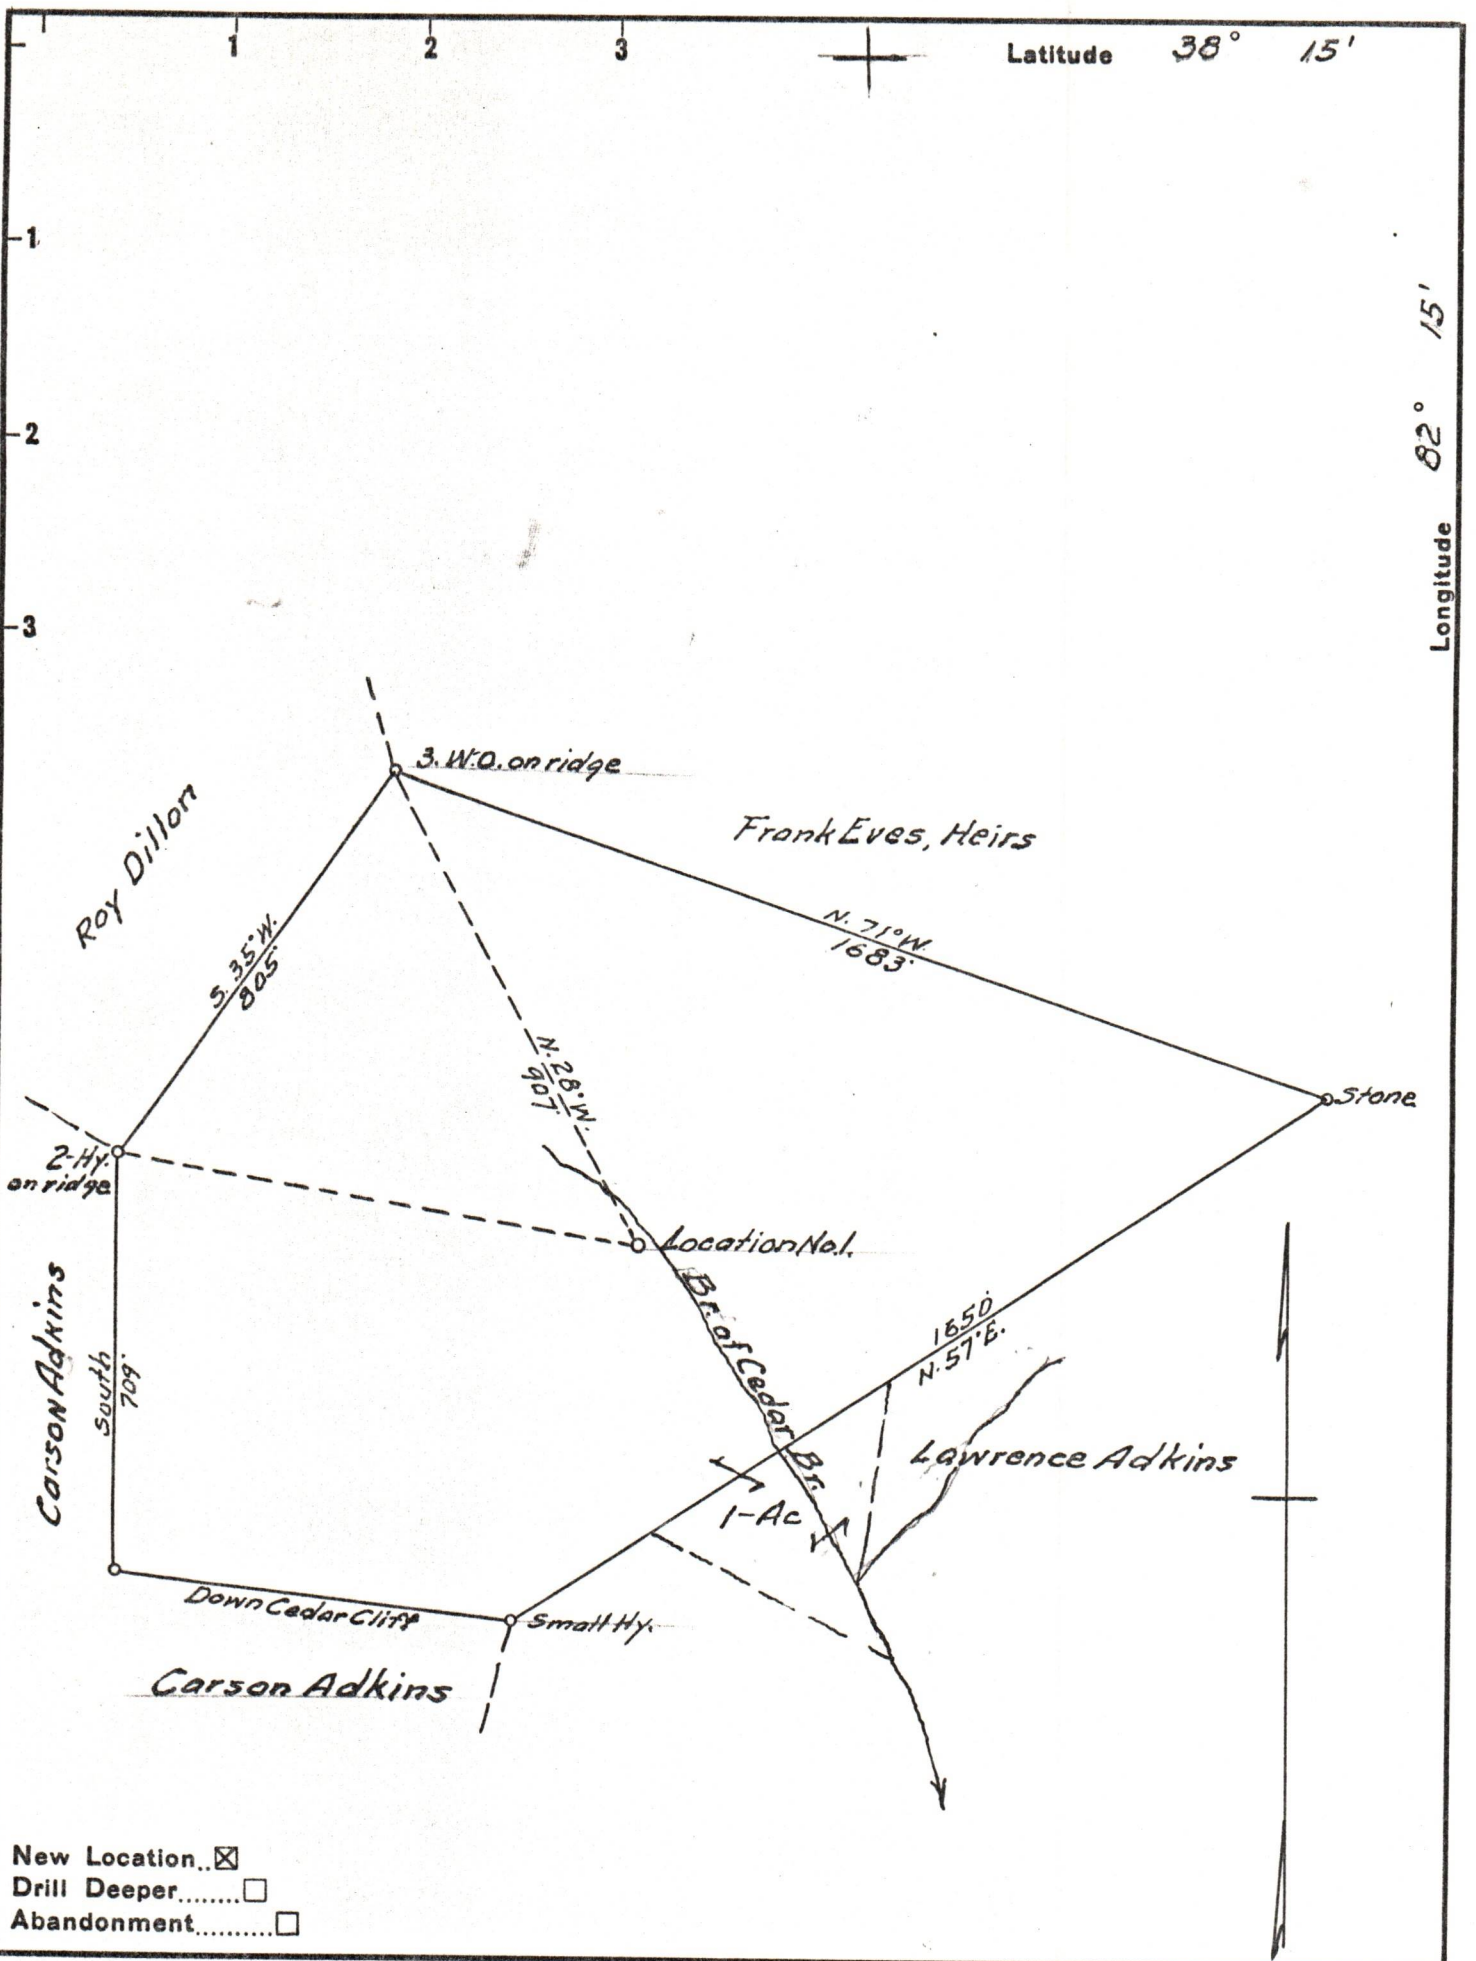 1 2 3
Latitude 38° 15'
1
2
3
Longitude 82° 15'
3. W.O. on ridge
Roy Dillon
Frank Eves, Heirs
S. 35°W.
805'
N. 71°W.
1683'
N. 28°W.
907'
Stone
2-Hy.
on ridge
Location No.1.
Carson Adkins
South
709'
Br. of Cedar Br.
1650'
N. 57°E.
Lawrence Adkins
1-Ac
Down Cedar Cliff
Small Hy.
Carson Adkins
New Location..☒
Drill Deeper........☐
Abandonment..........☐